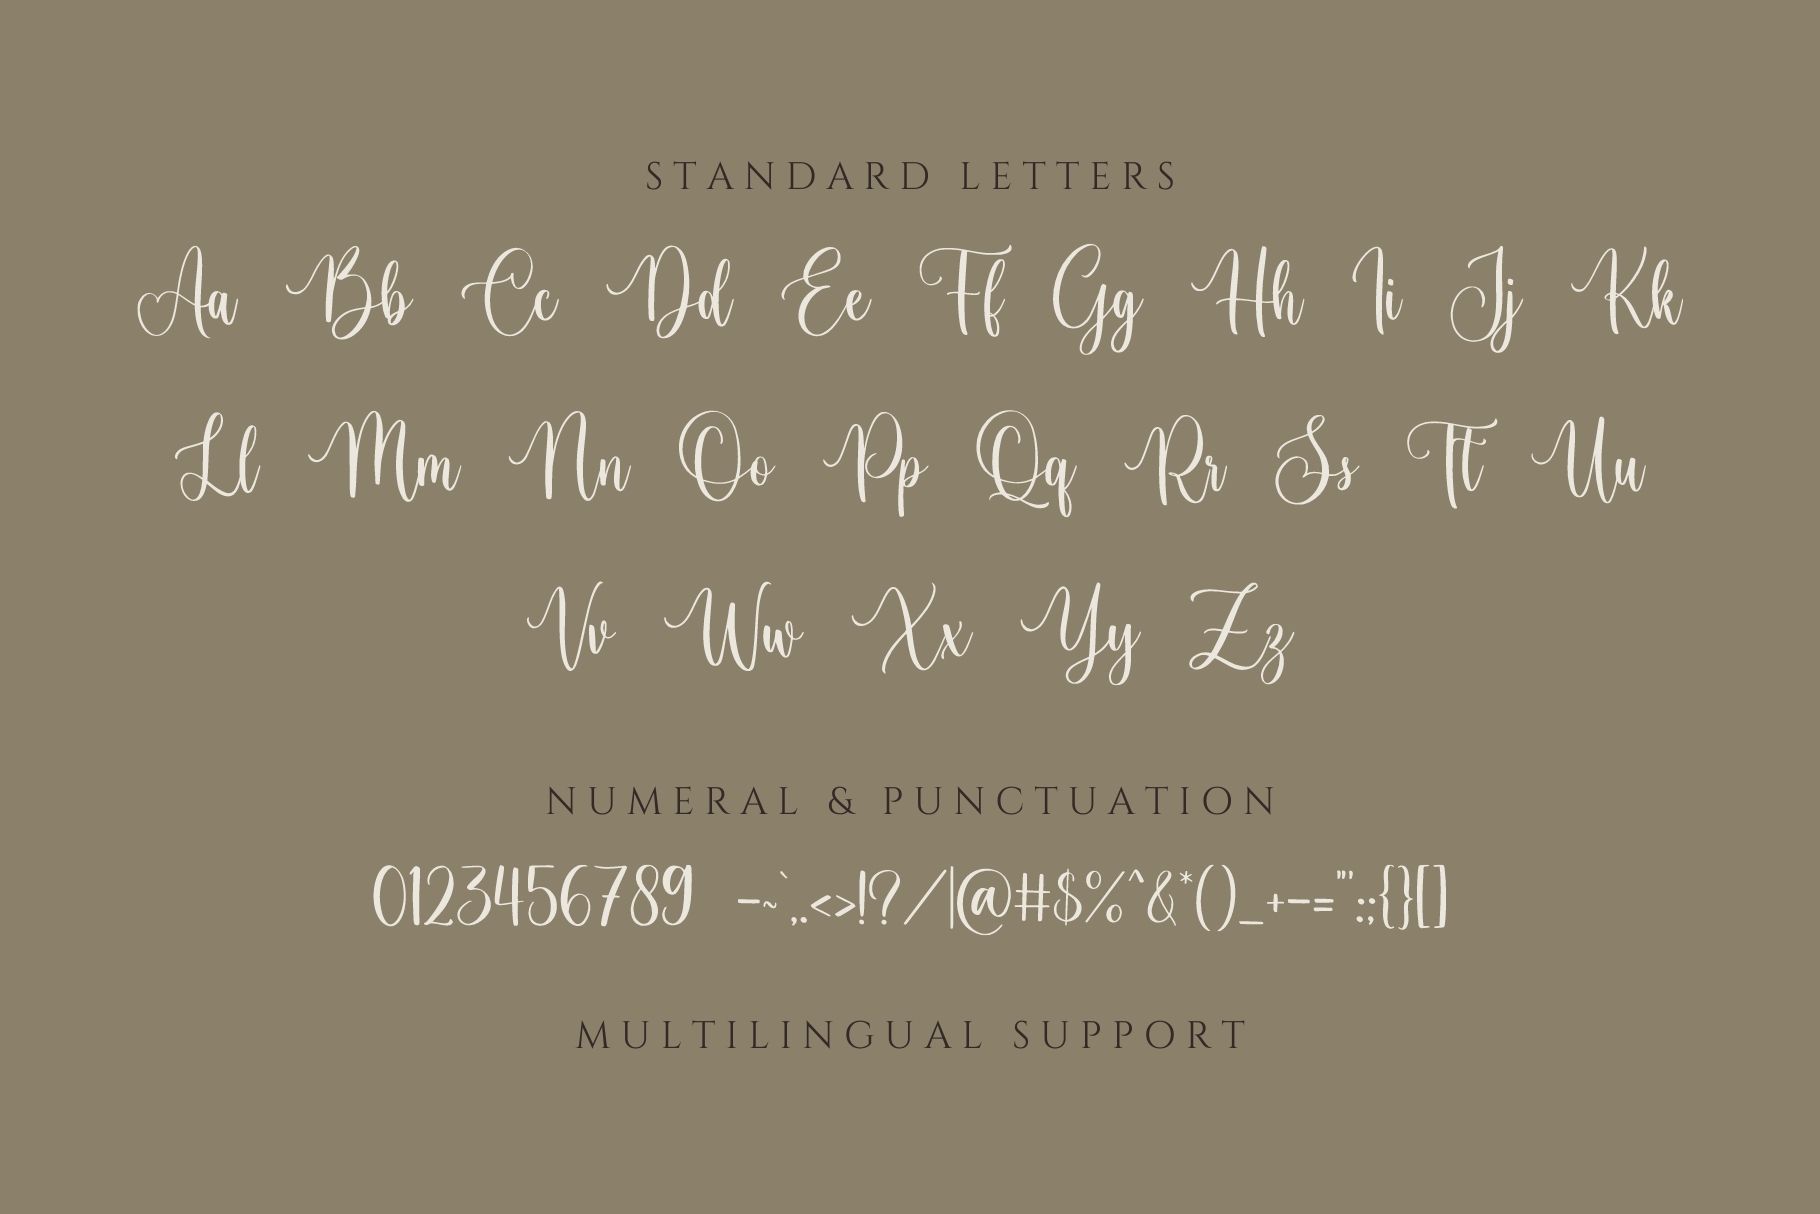 STANDARD LETTERS
Aa Bb Cc Dd Ee Ff Gg Hh Ii Jj Kk
Ll Mm Nn Oo Pp Qq Rr Ss Tt Uu
Vv Ww Xx Yy Zz
NUMERAL & PUNCTUATION
0123456789 -~`,.<>!?/|@#$%^&*()_+-="':;{}[]
MULTILINGUAL SUPPORT